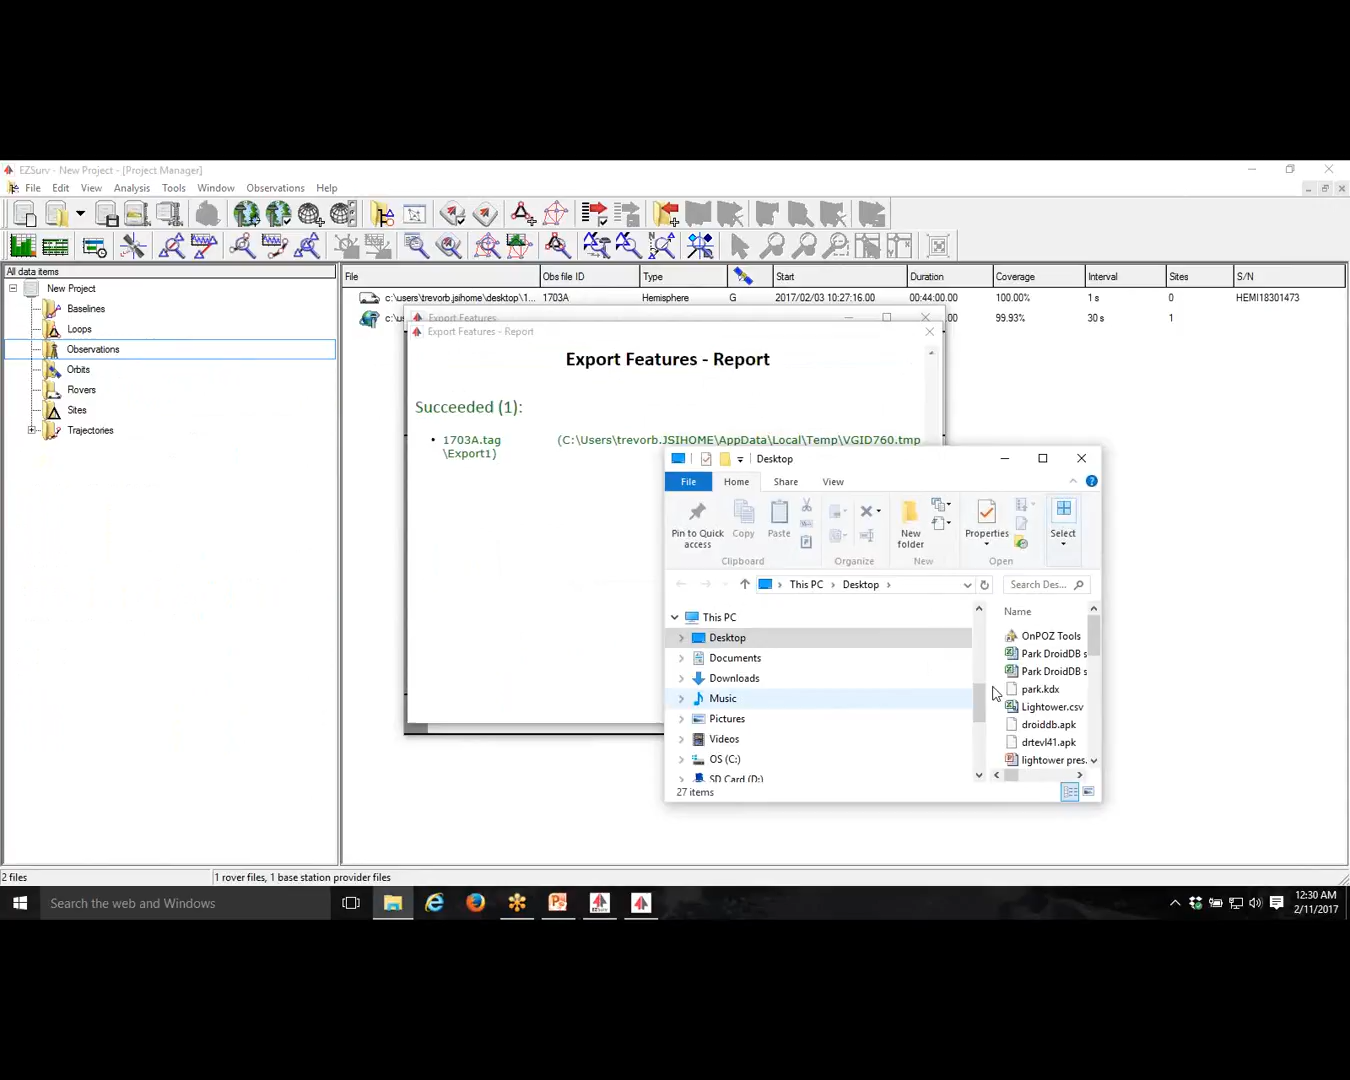 EZSurv - New Project - [Project Manager]
File Edit View Analysis Tools Window Observations Help
All data items
New Project
Baselines
Loops
Observations
Orbits
Rovers
Sites
Trajectories
File Obs file ID Type Start Duration Coverage Interval Sites S/N
c:\users\trevorb.jsihome\desktop\1... 1703A Hemisphere G 2017/02/03 10:27:16.00 00:44:00.00 100.00% 1 s 0 HEMI18301473
99.93% 30 s 1
Export Features
Export Features - Report
Export Features - Report
Succeeded (1):
• 1703A.tag (C:\Users\trevorb.JSIHOME\AppData\Local\Temp\VGID760.tmp
\Export1)
Desktop
File Home Share View
Pin to Quick access
Copy
Paste
New folder
Properties
Select
Clipboard Organize New Open
This PC › Desktop ›
Search Des...
This PC
Desktop
Documents
Downloads
Music
Pictures
Videos
OS (C:)
SD Card (D:)
Name
OnPOZ Tools
Park DroidDB s
Park DroidDB s
park.kdx
Lightower.csv
droiddb.apk
drtevl41.apk
lightower pres.
27 items
2 files
1 rover files, 1 base station provider files
Search the web and Windows
12:30 AM
2/11/2017